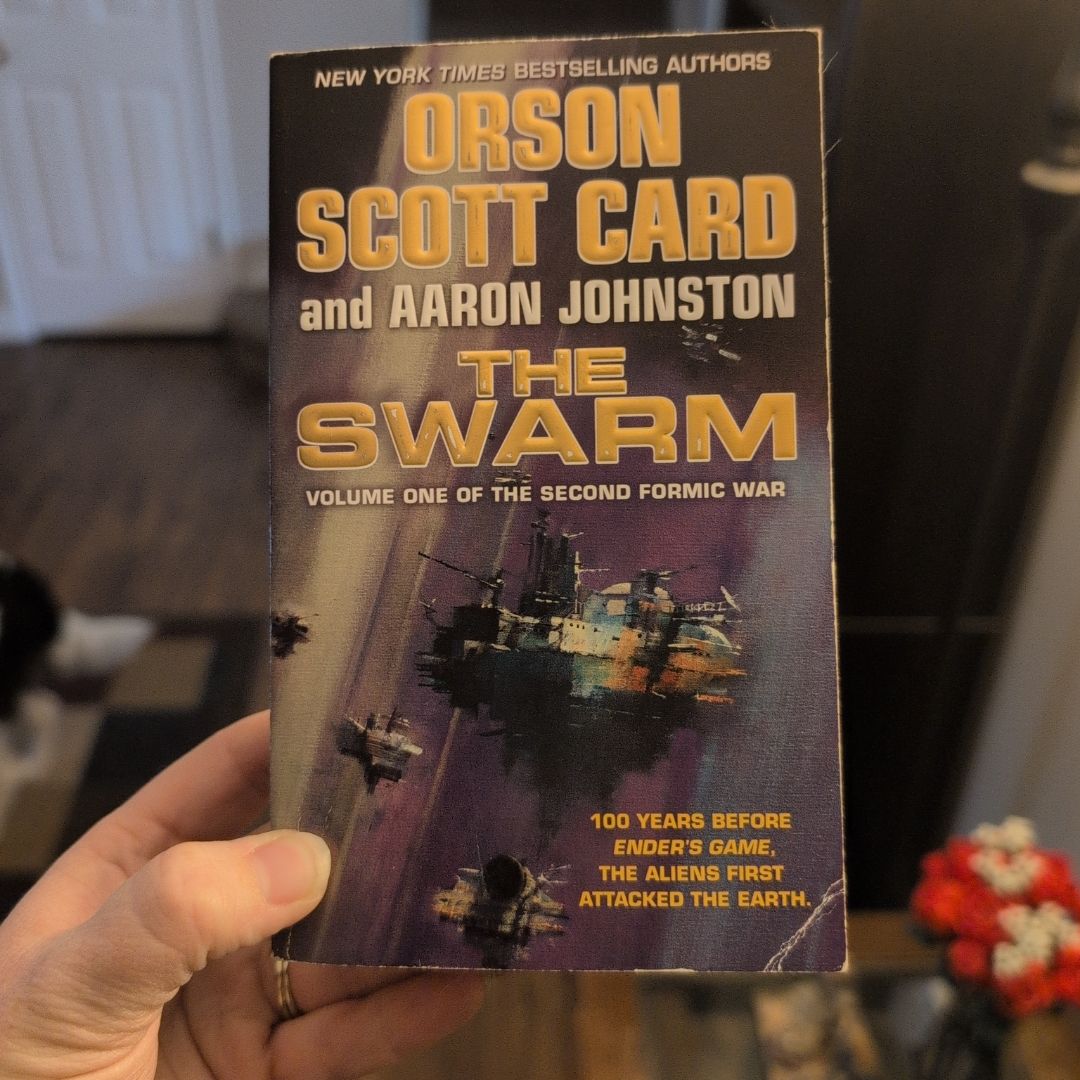 NEW YORK TIMES BESTSELLING AUTHORS
ORSON
SCOTT CARD
and AARON JOHNSTON
THE
SWARM
VOLUME ONE OF THE SECOND FORMIC WAR
100 YEARS BEFORE
ENDER'S GAME,
THE ALIENS FIRST
ATTACKED THE EARTH.